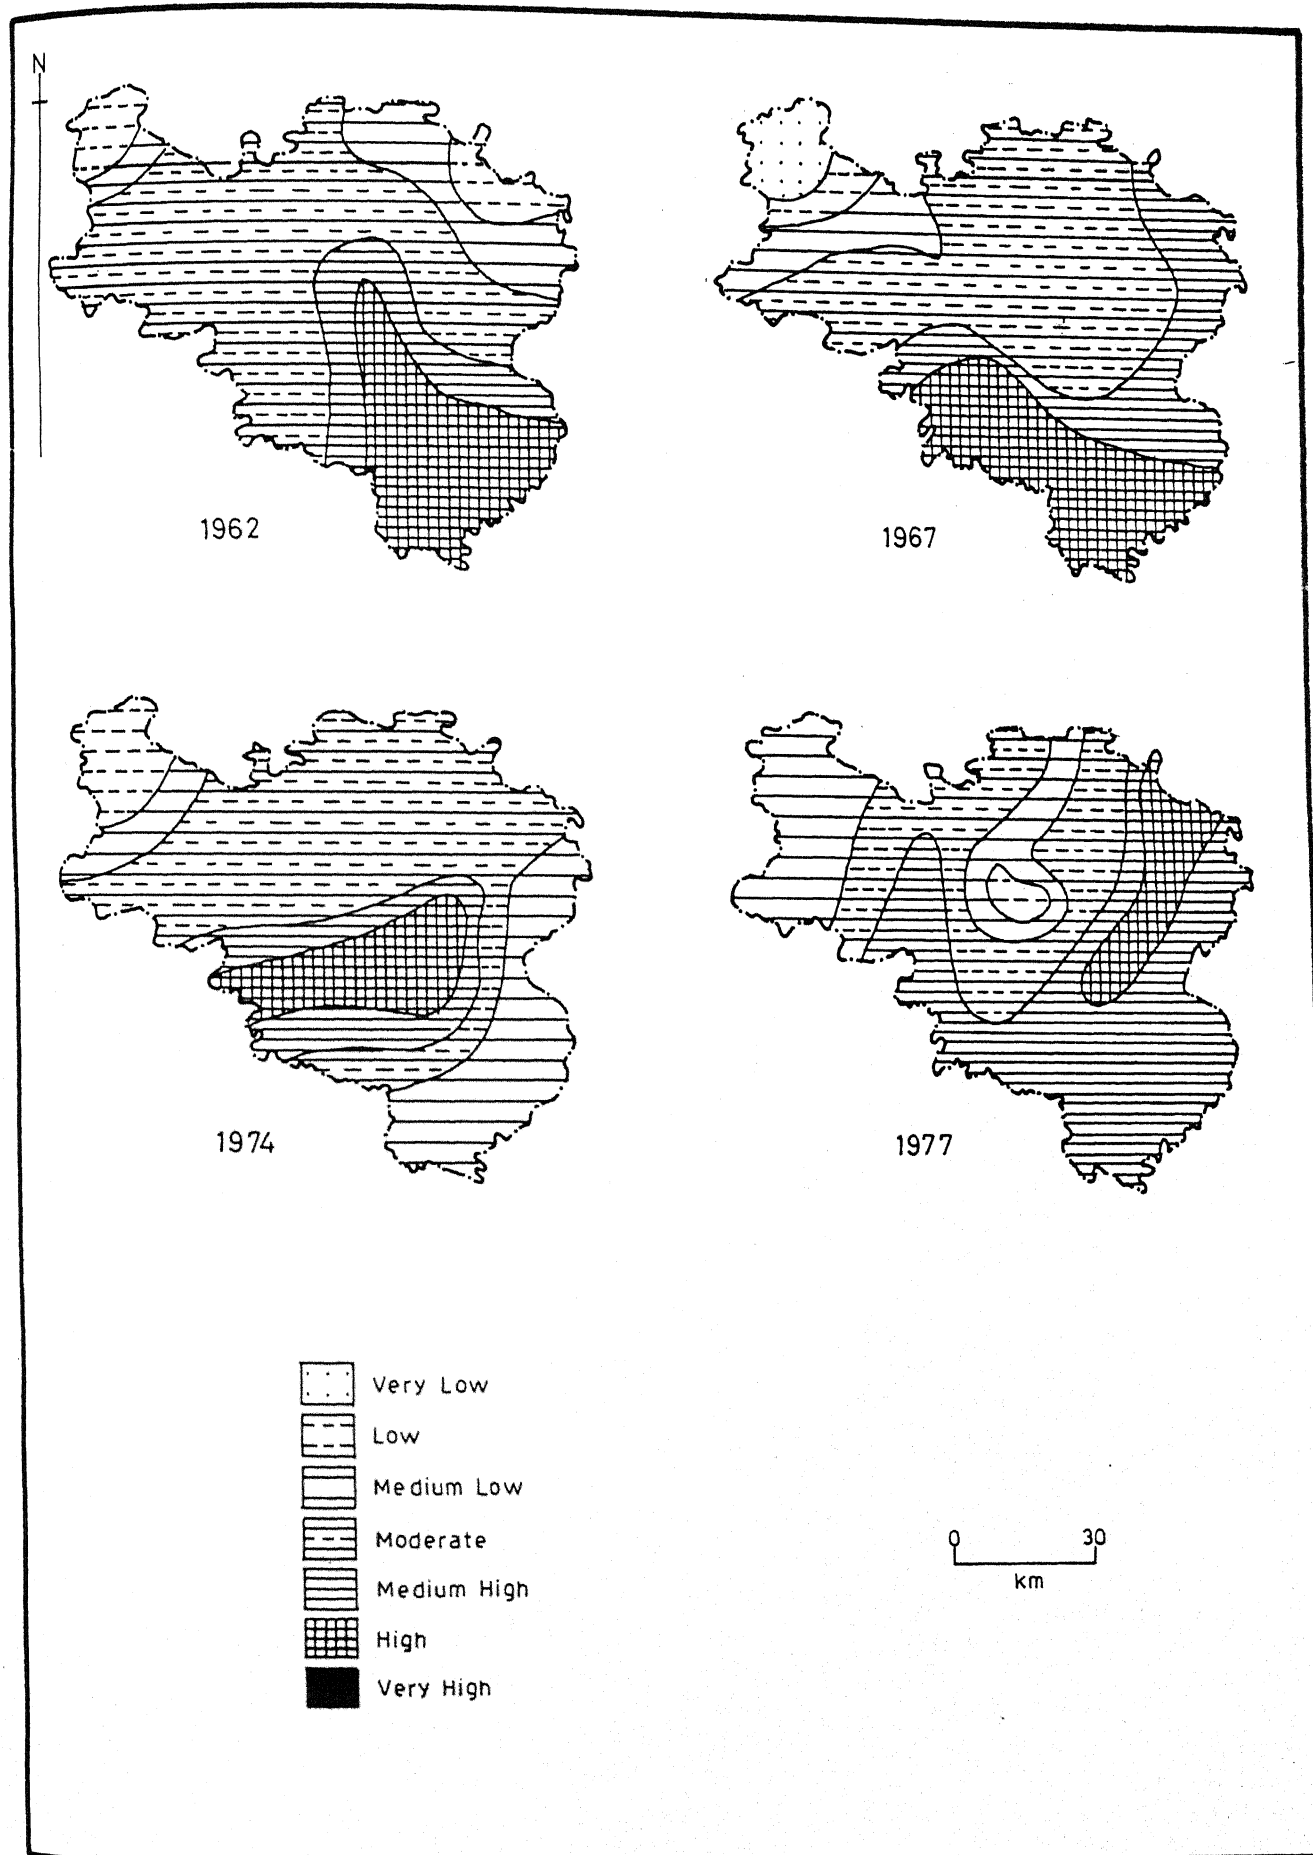 N
1962
1967
1974
1977
Very Low
Low
Medium Low
Moderate
Medium High
High
Very High
0 30
km